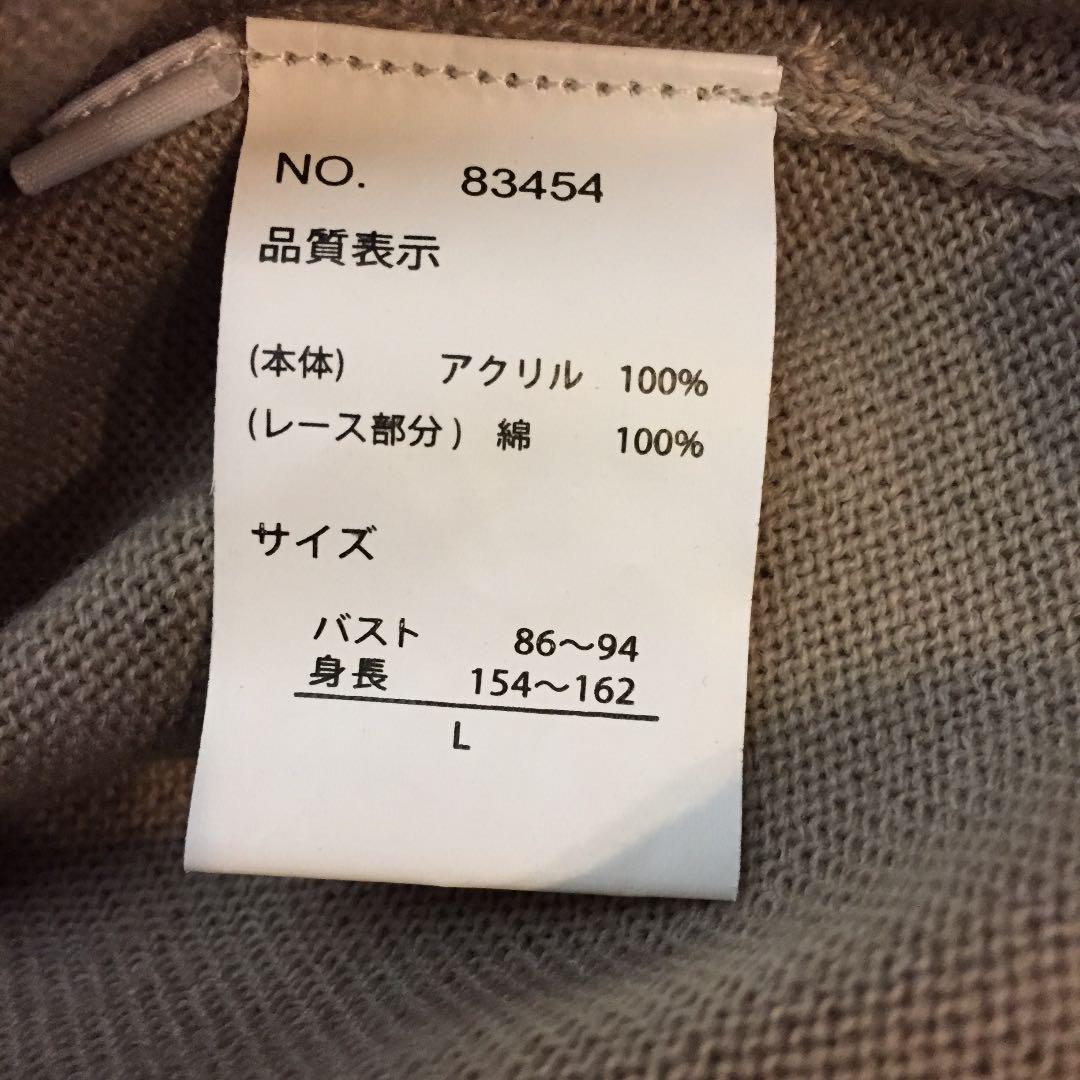 NO. 83454
品質表示
(本体) アクリル 100%
(レース部分) 綿 100%
サイズ
バスト 86～94
身長 154～162
L